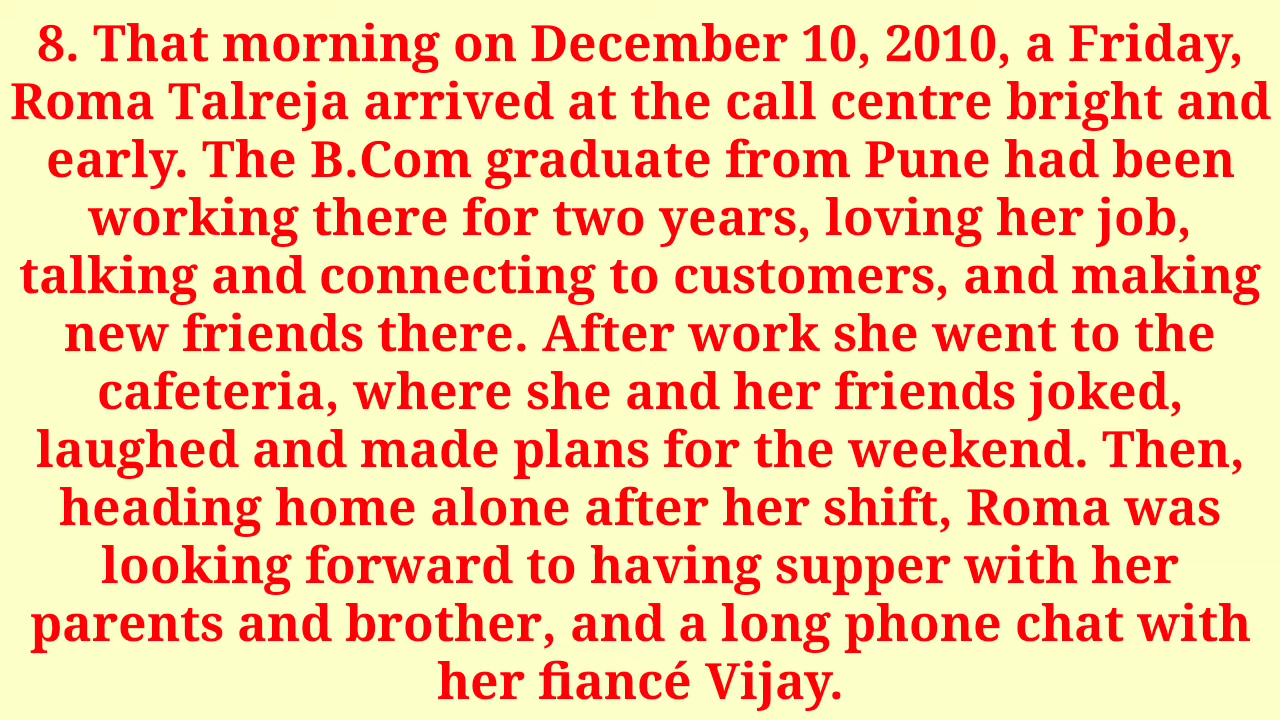 8. That morning on December 10, 2010, a Friday,
Roma Talreja arrived at the call centre bright and
early. The B.Com graduate from Pune had been
working there for two years, loving her job,
talking and connecting to customers, and making
new friends there. After work she went to the
cafeteria, where she and her friends joked,
laughed and made plans for the weekend. Then,
heading home alone after her shift, Roma was
looking forward to having supper with her
parents and brother, and a long phone chat with
her fiancé Vijay.